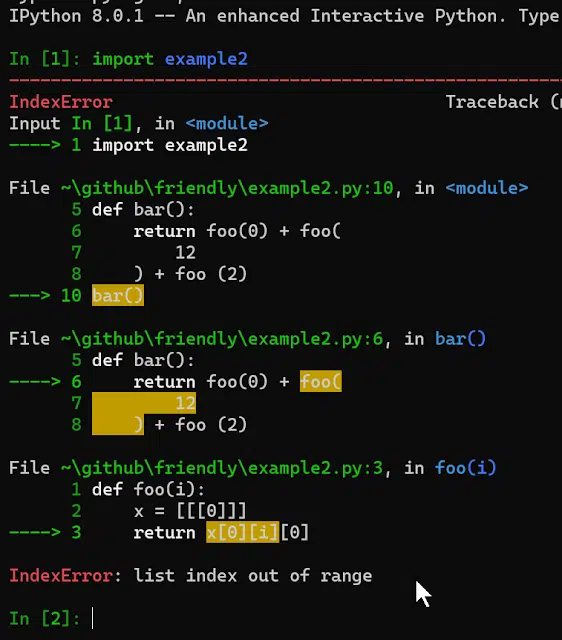 IPython 8.0.1 -- An enhanced Interactive Python. Type
In [1]: import example2
---------------------------------------------------------------
IndexError                                Traceback (
Input In [1], in <module>
----> 1 import example2
File ~\github\friendly\example2.py:10, in <module>
      5 def bar():
      6     return foo(0) + foo(
      7         12
      8     ) + foo (2)
---> 10 bar()
File ~\github\friendly\example2.py:6, in bar()
      5 def bar():
----> 6     return foo(0) + foo(
      7         12
      8     ) + foo (2)
File ~\github\friendly\example2.py:3, in foo(i)
      1 def foo(i):
      2     x = [[[0]]]
----> 3     return x[0][i][0]
IndexError: list index out of range
In [2]: